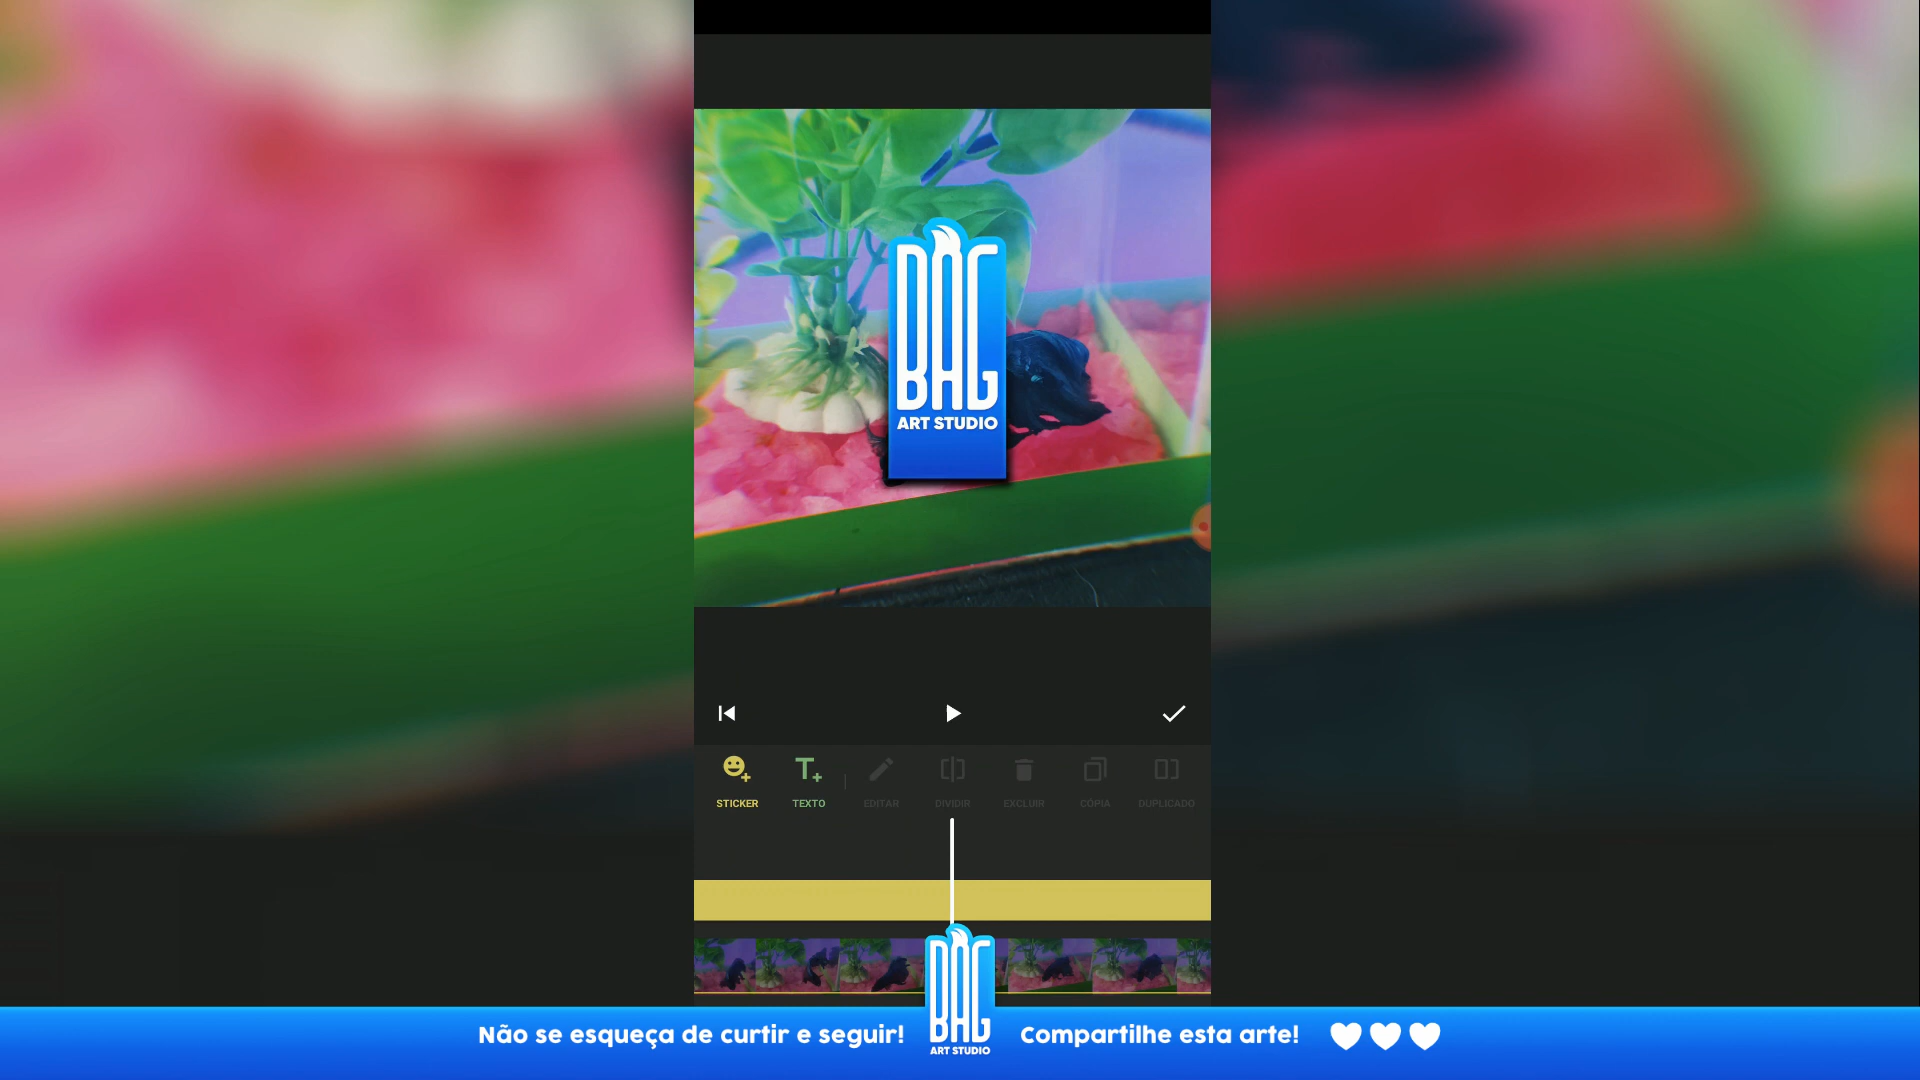 BAG
ART STUDIO
STICKER
TEXTO
EDITAR
DIVIDIR
EXCLUIR
CÓPIA
DUPLICADO
Não se esqueça de curtir e seguir!
BAG
ART STUDIO
Compartilhe esta arte!